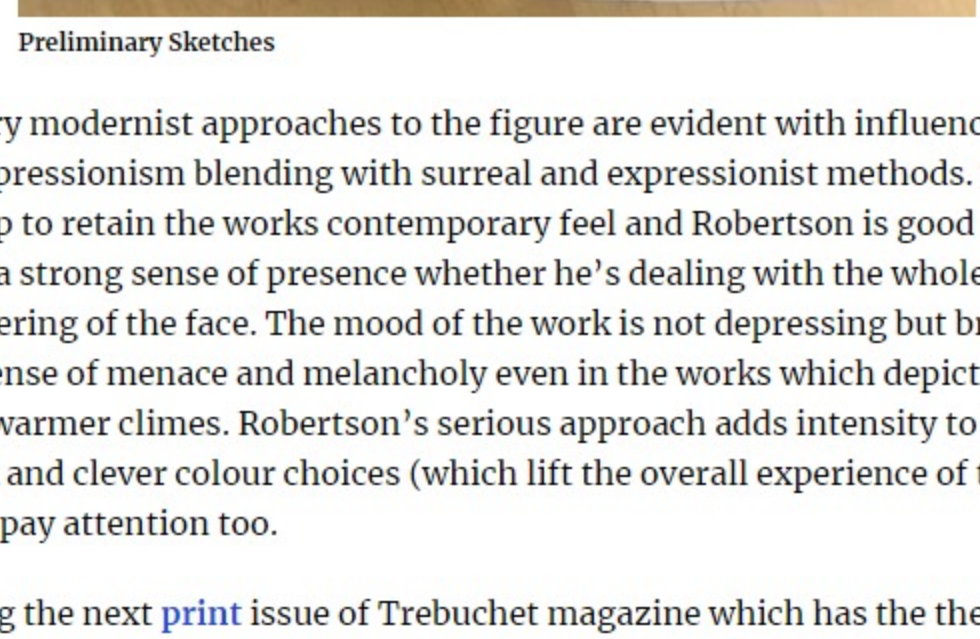 Preliminary Sketches
ry modernist approaches to the figure are evident with influenc
pressionism blending with surreal and expressionist methods.
p to retain the works contemporary feel and Robertson is good
a strong sense of presence whether he’s dealing with the whole
ering of the face. The mood of the work is not depressing but br
ense of menace and melancholy even in the works which depict
warmer climes. Robertson’s serious approach adds intensity to
and clever colour choices (which lift the overall experience of t
pay attention too.
g the next print issue of Trebuchet magazine which has the the